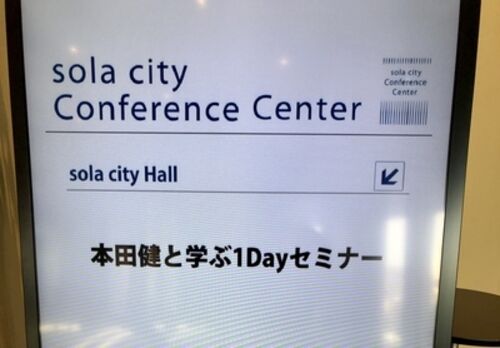 sola city
Conference Center
sola city
Conference
Center
sola city Hall
本田健と学ぶ1Dayセミナー